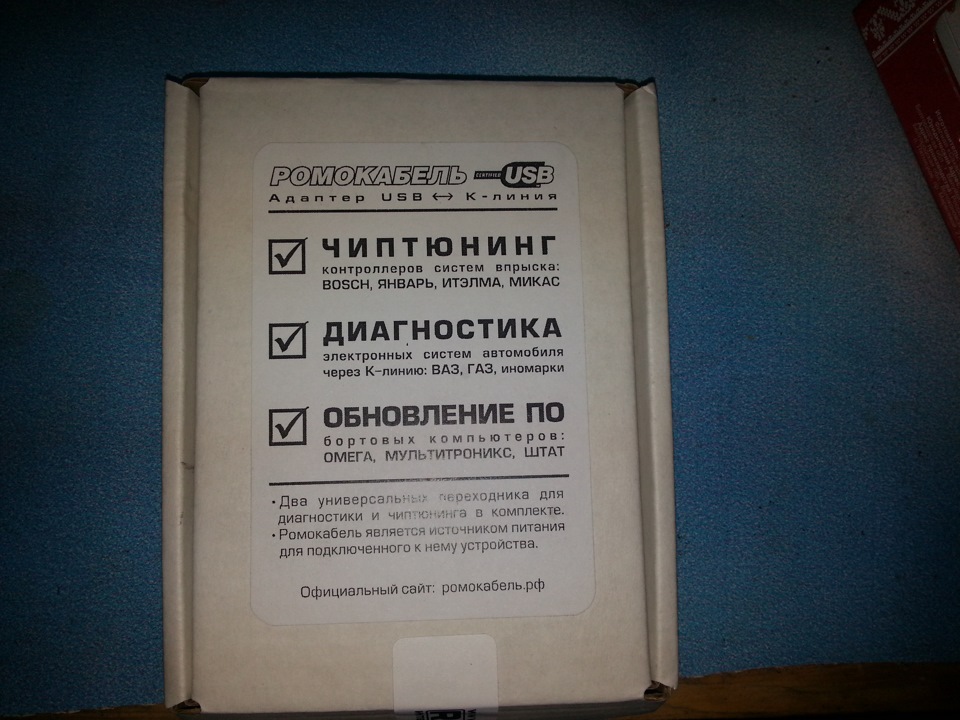 РОМОКАБЕЛЬ CERTIFIED USB
Адаптер USB ↔ К-линия
ЧИПТЮНИНГ
контроллеров систем впрыска:
BOSCH, ЯНВАРЬ, ИТЭЛМА, МИКАС
ДИАГНОСТИКА
электронных систем автомобиля
через К-линию: ВАЗ, ГАЗ, иномарки
ОБНОВЛЕНИЕ ПО
бортовых компьютеров:
ОМЕГА, МУЛЬТИТРОНИКС, ШТАТ
• Два универсальных переходника для
диагностики и чиптюнинга в комплекте.
• Ромокабель является источником питания
для подключенного к нему устройства.
Официальный сайт: ромокабель.рф